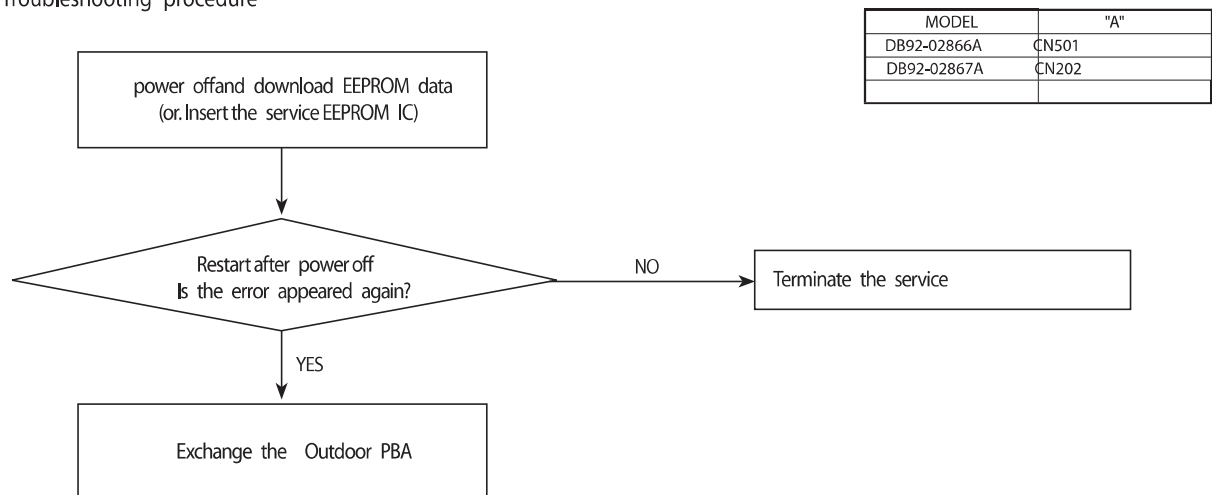 Troubleshooting procedure
MODEL "A"
DB92-02866A CN501
DB92-02867A CN202
power offand download EEPROM data
(or. Insert the service EEPROM IC)
Restart after power off
Is the error appeared again?
NO
Terminate the service
YES
Exchange the Outdoor PBA